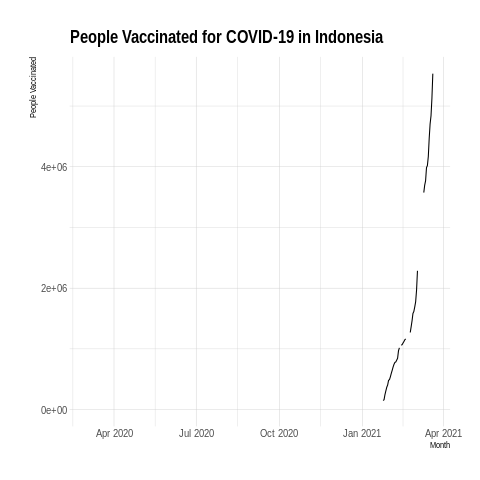 People Vaccinated for COVID-19 in Indonesia
People Vaccinated
4e+06
2e+06
0e+00
Apr 2020 Jul 2020 Oct 2020 Jan 2021 Apr 2021
Month